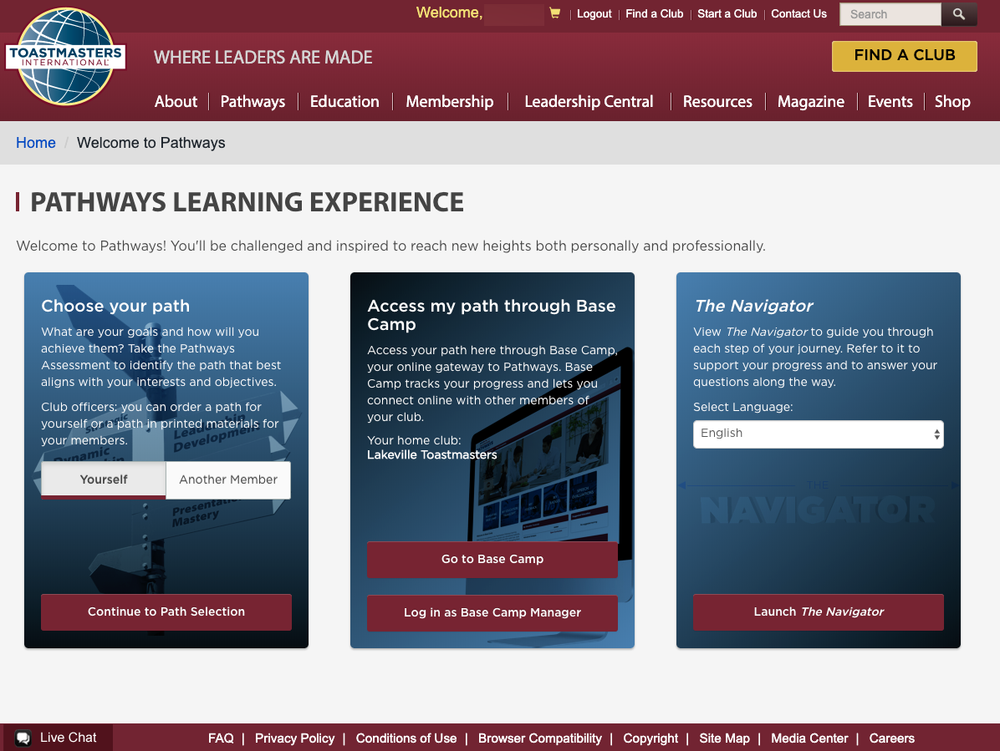 Welcome,
Logout
Find a Club
Start a Club
Contact Us
Search
TOASTMASTERS
INTERNATIONAL
WHERE LEADERS ARE MADE
FIND A CLUB
About
Pathways
Education
Membership
Leadership Central
Resources
Magazine
Events
Shop
Home / Welcome to Pathways
PATHWAYS LEARNING EXPERIENCE
Welcome to Pathways! You'll be challenged and inspired to reach new heights both personally and professionally.
Choose your path
What are your goals and how will you
achieve them? Take the Pathways
Assessment to identify the path that best
aligns with your interests and objectives.
Club officers: you can order a path for
yourself or a path in printed materials for
your members.
Leadership
Development
Dynamic
Yourself
Another Member
Presentation
Mastery
Continue to Path Selection
Access my path through Base
Camp
Access your path here through Base Camp,
your online gateway to Pathways. Base
Camp tracks your progress and lets you
connect online with other members of
your club.
Your home club:
Lakeville Toastmasters
Go to Base Camp
Log in as Base Camp Manager
The Navigator
View The Navigator to guide you through
each step of your journey. Refer to it to
support your progress and to answer your
questions along the way.
Select Language:
English
THE
NAVIGATOR
Launch The Navigator
Live Chat
FAQ | Privacy Policy | Conditions of Use | Browser Compatibility | Copyright | Site Map | Media Center | Careers